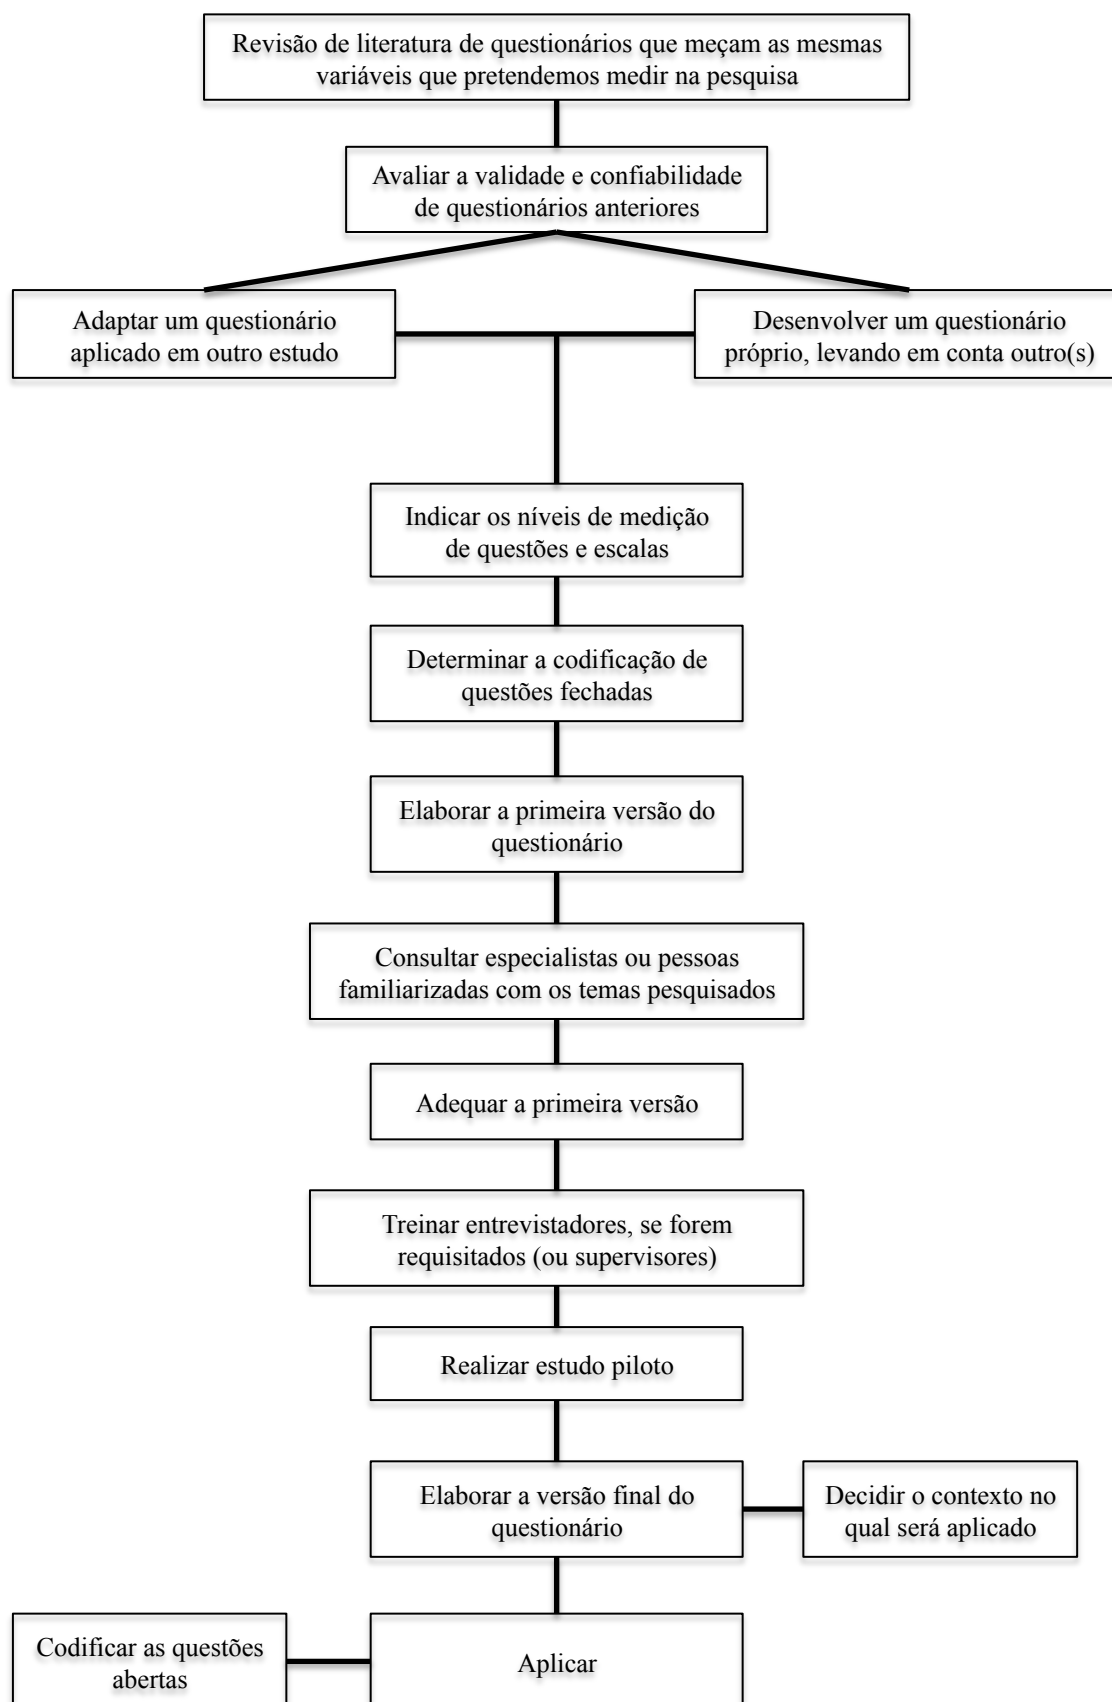 Revisão de literatura de questionários que meçam as mesmas
variáveis que pretendemos medir na pesquisa
Avaliar a validade e confiabilidade
de questionários anteriores
Adaptar um questionário
aplicado em outro estudo
Desenvolver um questionário
próprio, levando em conta outro(s)
Indicar os níveis de medição
de questões e escalas
Determinar a codificação de
questões fechadas
Elaborar a primeira versão do
questionário
Consultar especialistas ou pessoas
familiarizadas com os temas pesquisados
Adequar a primeira versão
Treinar entrevistadores, se forem
requisitados (ou supervisores)
Realizar estudo piloto
Elaborar a versão final do
questionário
Decidir o contexto no
qual será aplicado
Codificar as questões
abertas
Aplicar